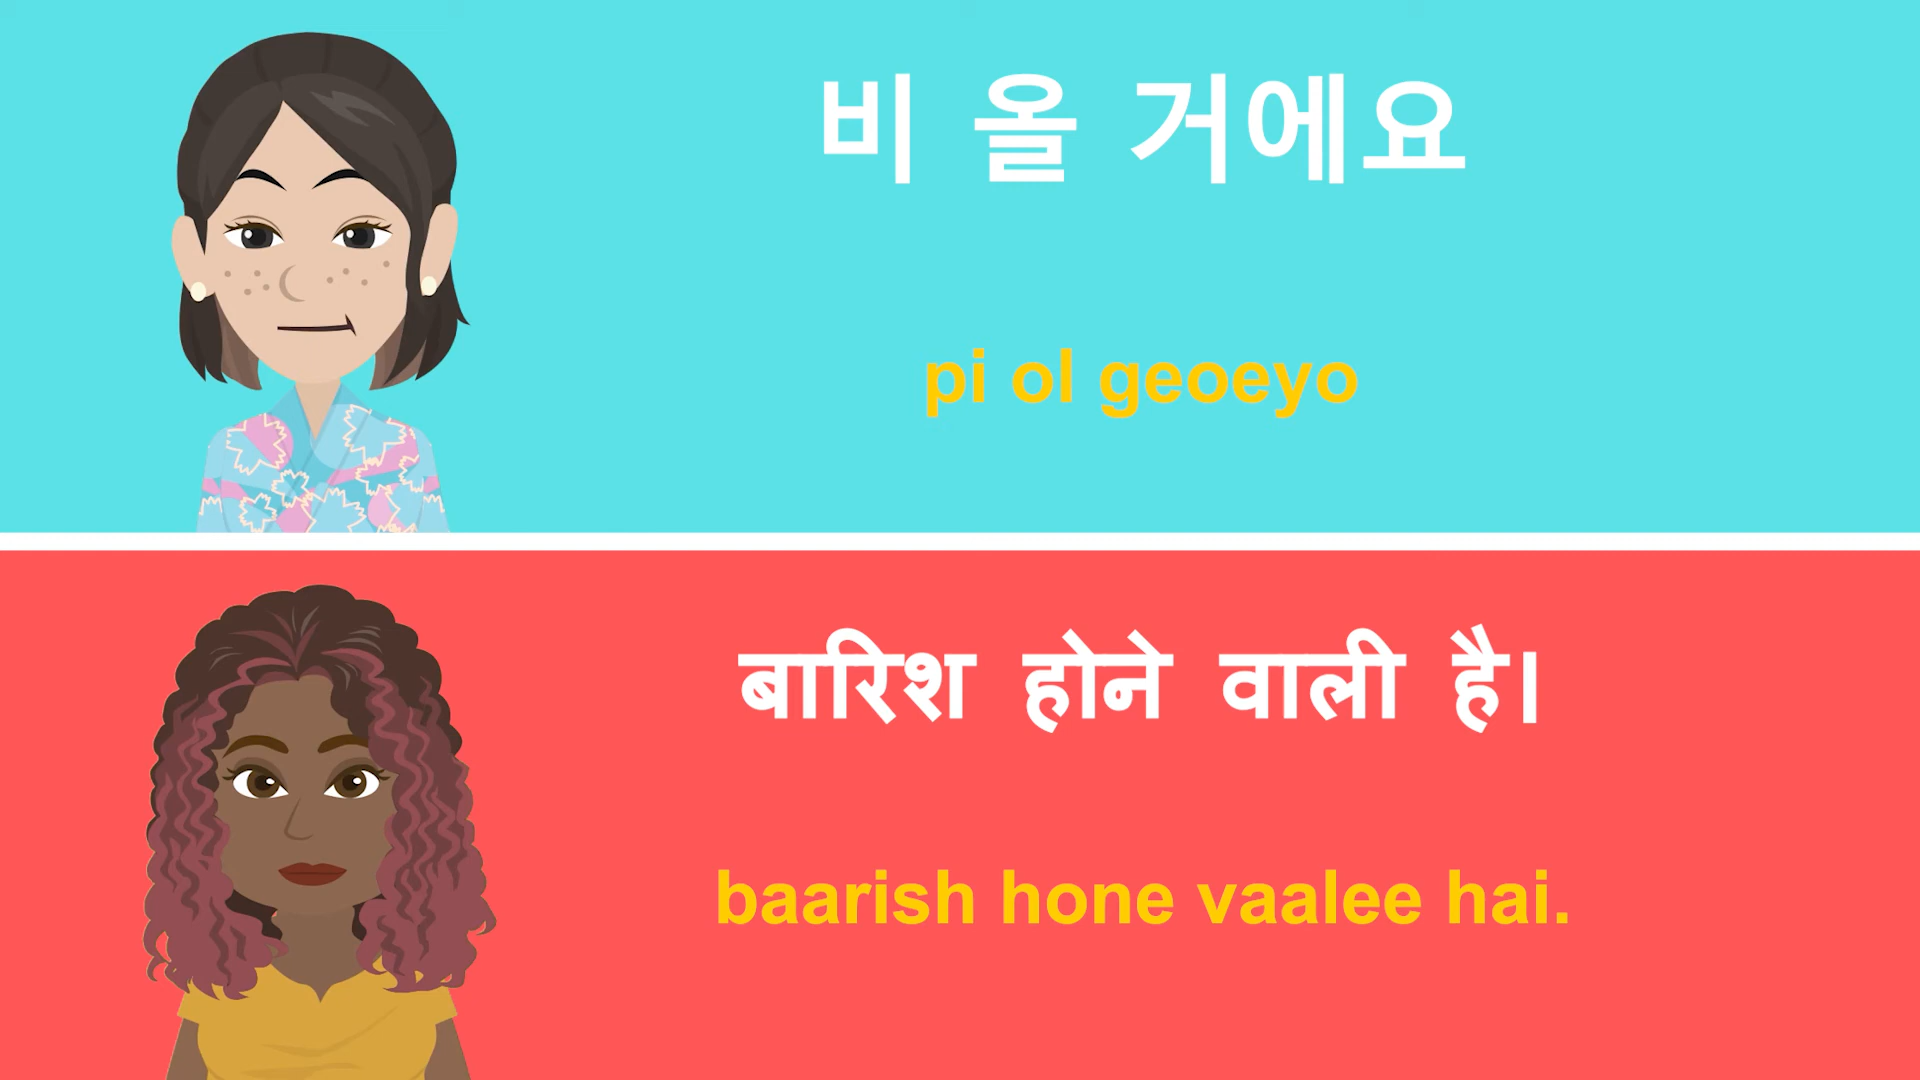 비 올 거에요
pi ol geoeyo
बारिश होने वाली है।
baarish hone vaalee hai.